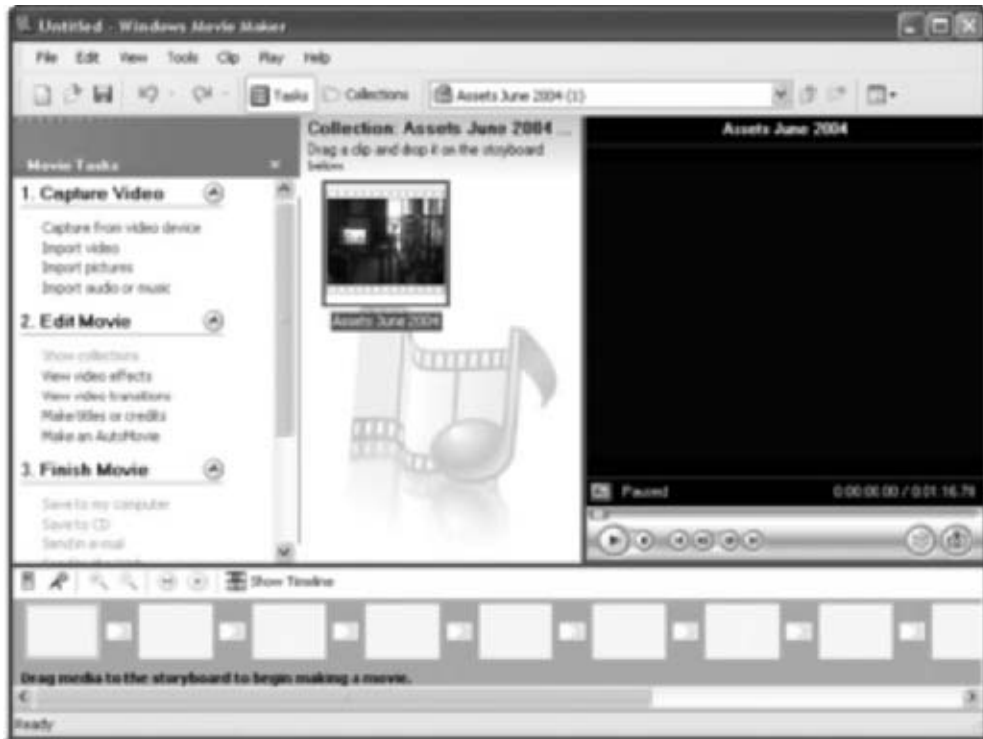 Untitled - Windows Movie Maker
File Edit View Tools Clip Play Help
Tasks Collections Assets June 2004 (1)
Movie Tasks
1. Capture Video
Capture from video device
Import video
Import pictures
Import audio or music
2. Edit Movie
Show collections
View video effects
View video transitions
Make titles or credits
Make an AutoMovie
3. Finish Movie
Save to my computer
Save to CD
Send in e-mail
Collection: Assets June 2004 ...
Drag a clip and drop it on the storyboard
below.
Assets June 2004
Assets June 2004
Paused 0:00:00.00 / 0:01:16.78
Show Timeline
Drag media to the storyboard to begin making a movie.
Ready